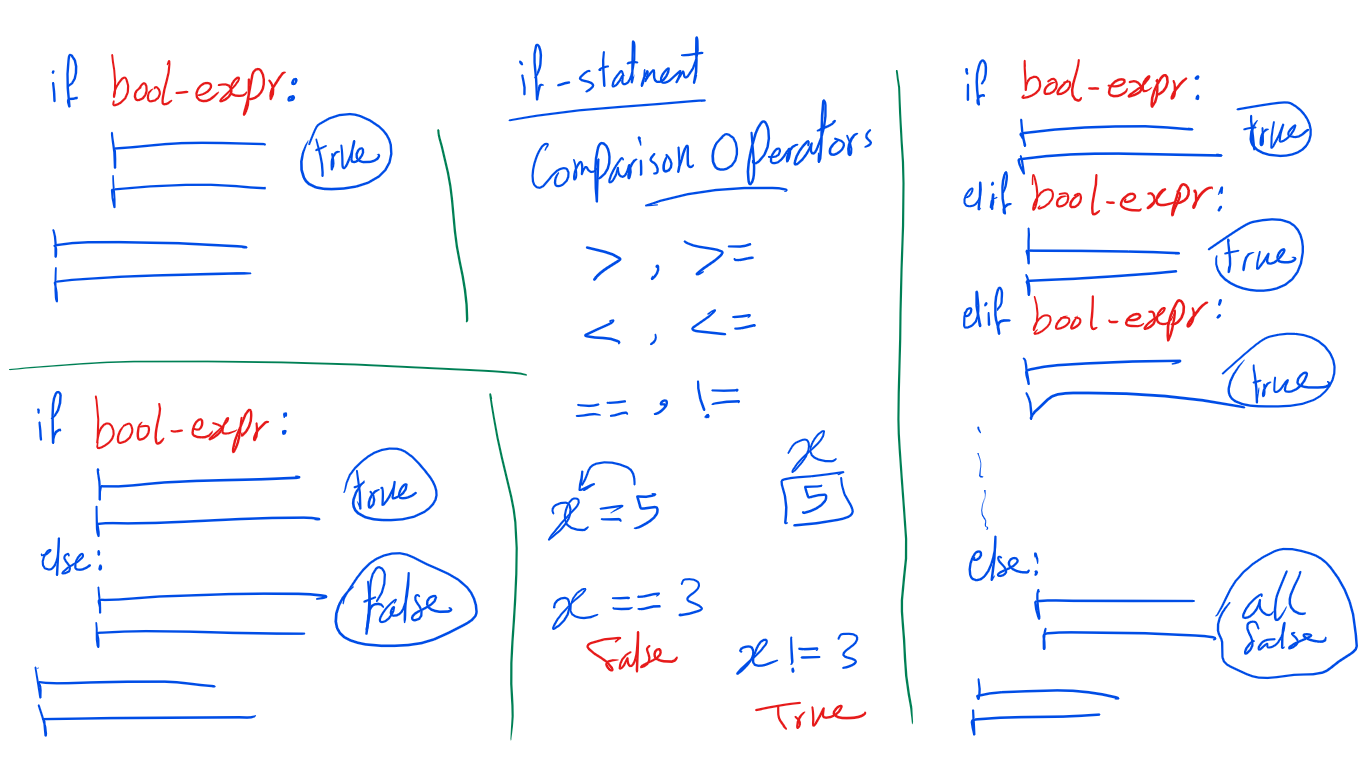 if bool-expr:
true
if bool-expr:
true
else:
false
if-statment
Comparison Operators
> , >=
< , <=
== , !=
x = 5
x
5
x == 3
False
x != 3
True
if bool-expr:
true
elif bool-expr:
true
elif bool-expr:
true
else:
all
false